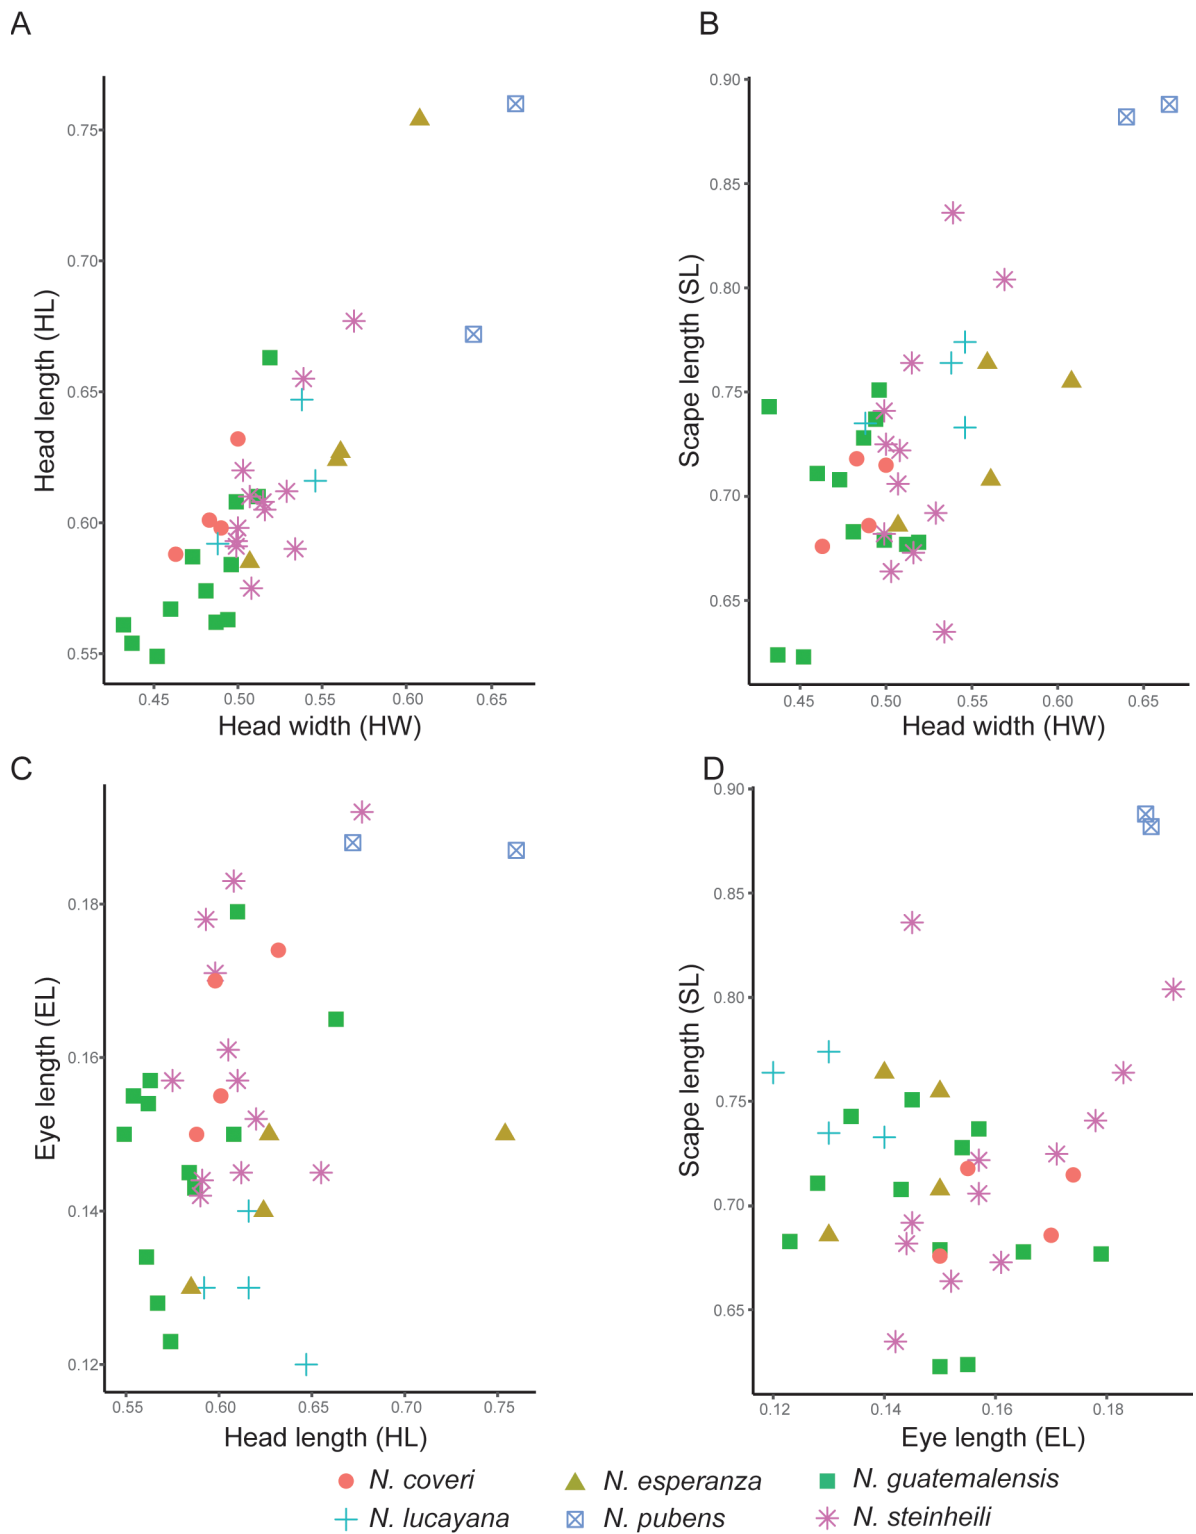 A
B
0.75
0.70
0.65
0.60
0.55
Head length (HL)
0.45 0.50 0.55 0.60 0.65
Head width (HW)
0.90
0.85
0.80
0.75
0.70
0.65
Scape length (SL)
0.45 0.50 0.55 0.60 0.65
Head width (HW)
C
D
0.18
0.16
0.14
0.12
Eye length (EL)
0.55 0.60 0.65 0.70 0.75
Head length (HL)
0.90
0.85
0.80
0.75
0.70
0.65
Scape length (SL)
0.12 0.14 0.16 0.18
Eye length (EL)
N. coveri N. esperanza N. guatemalensis
N. lucayana N. pubens N. steinheili